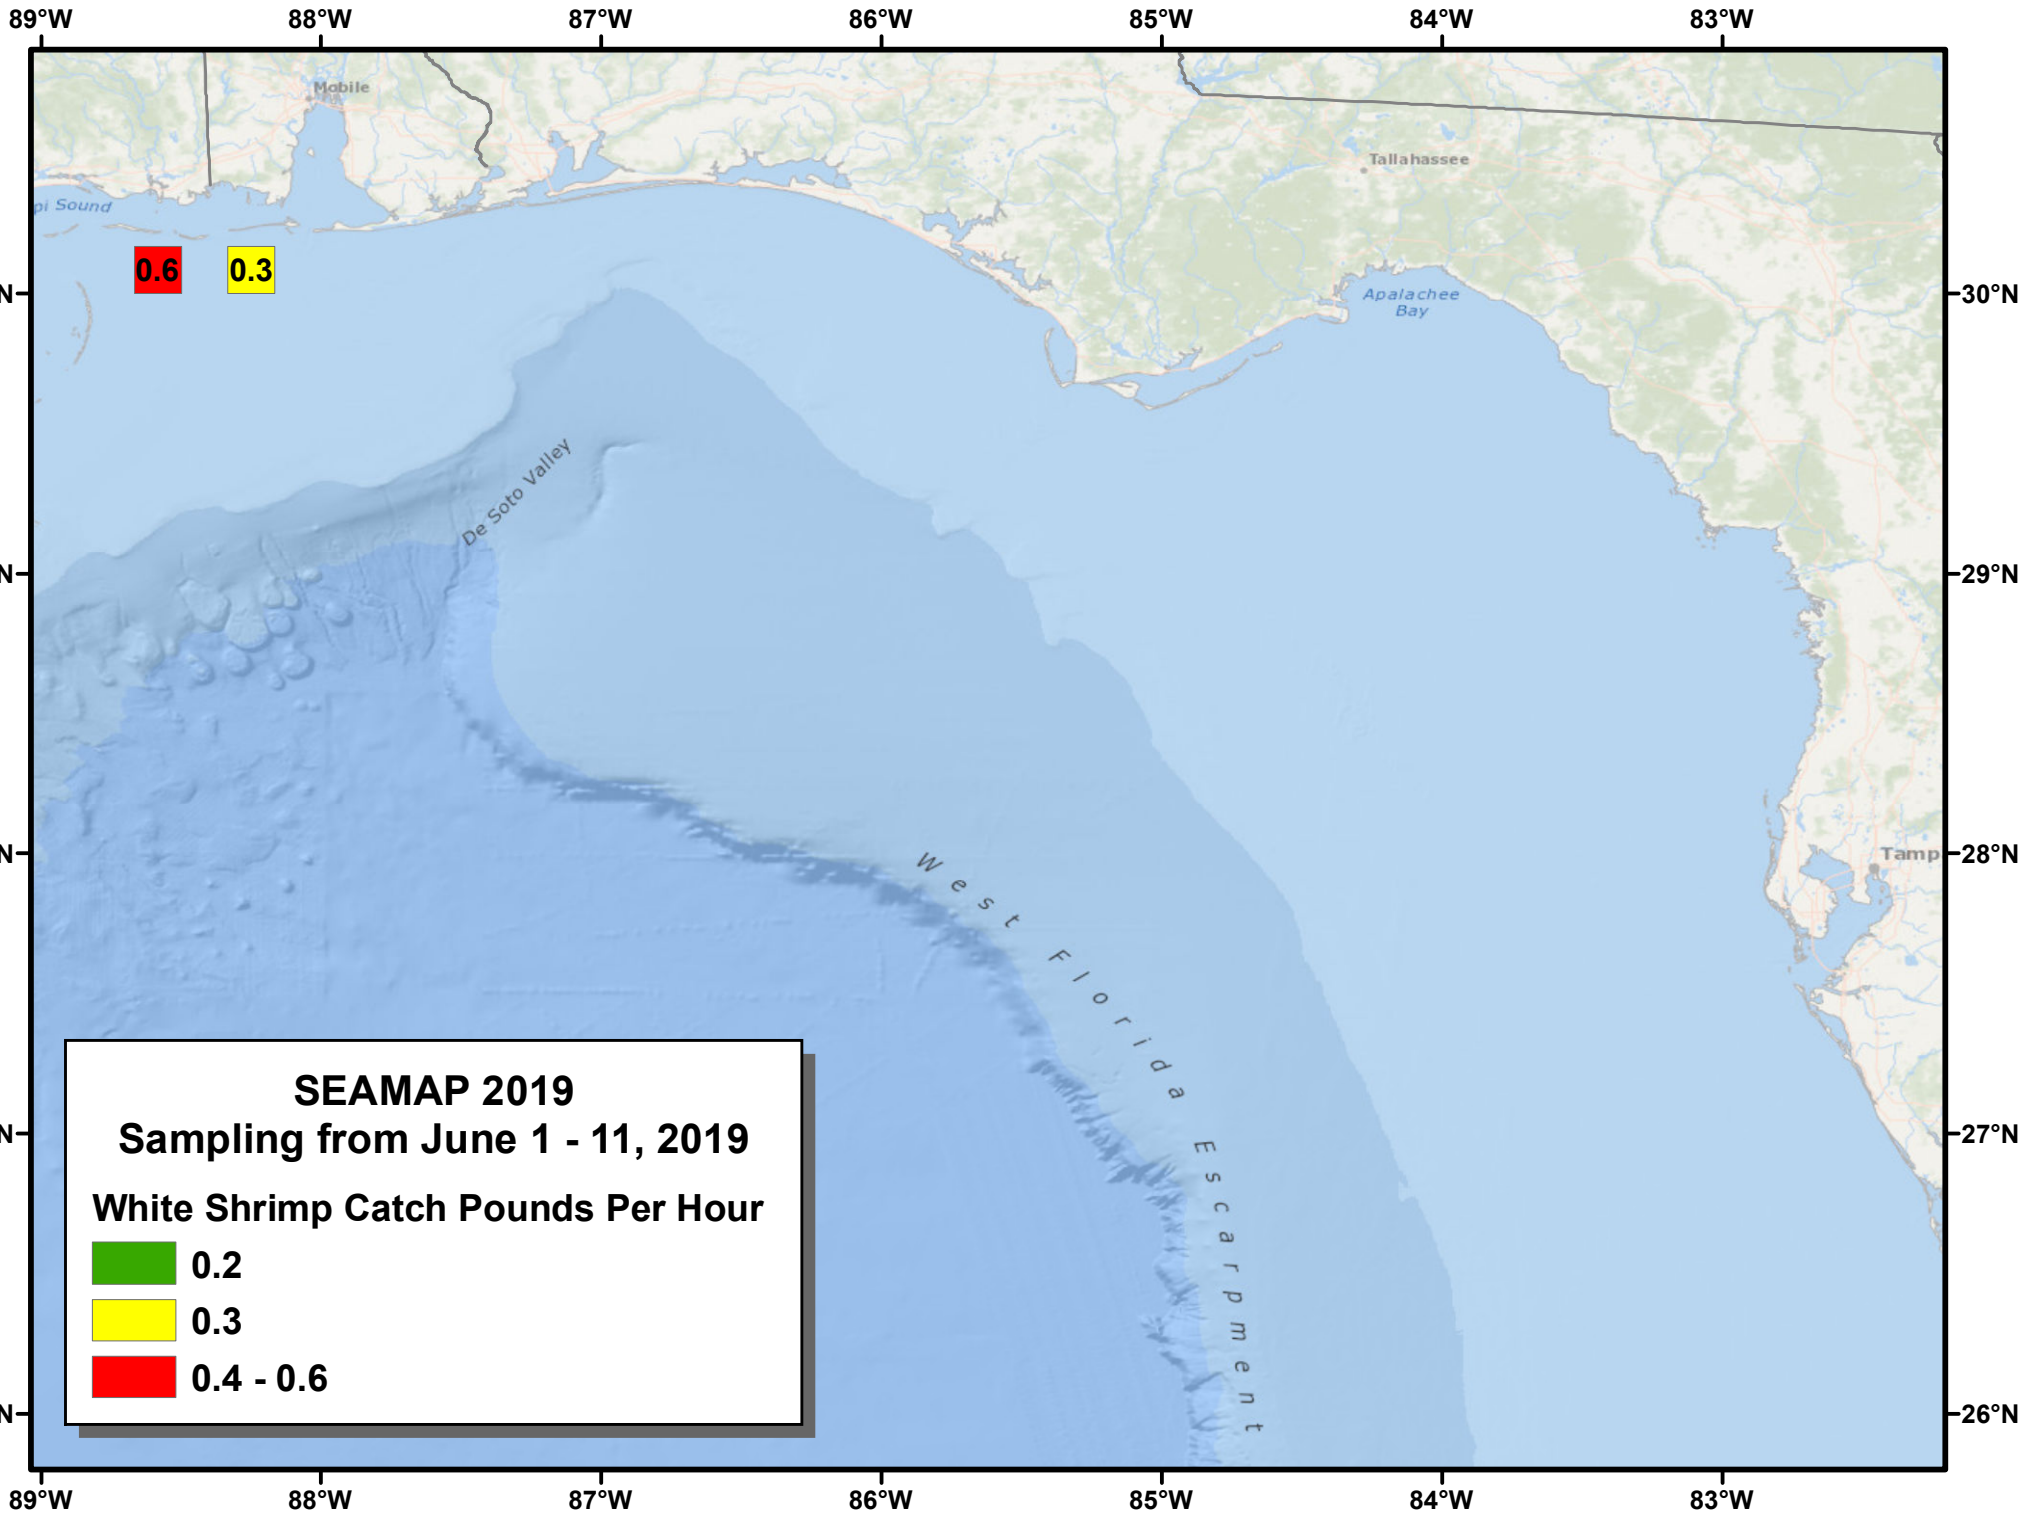 89°W 88°W 87°W 86°W 85°W 84°W 83°W
Mobile
Tallahassee
pi Sound
0.6 0.3
N 30°N
Apalachee
Bay
De Soto Valley
N 29°N
N 28°N
Tamp
West Florida Escarpment
N 27°N
N 26°N
SEAMAP 2019
Sampling from June 1 - 11, 2019
White Shrimp Catch Pounds Per Hour
0.2
0.3
0.4 - 0.6
89°W 88°W 87°W 86°W 85°W 84°W 83°W